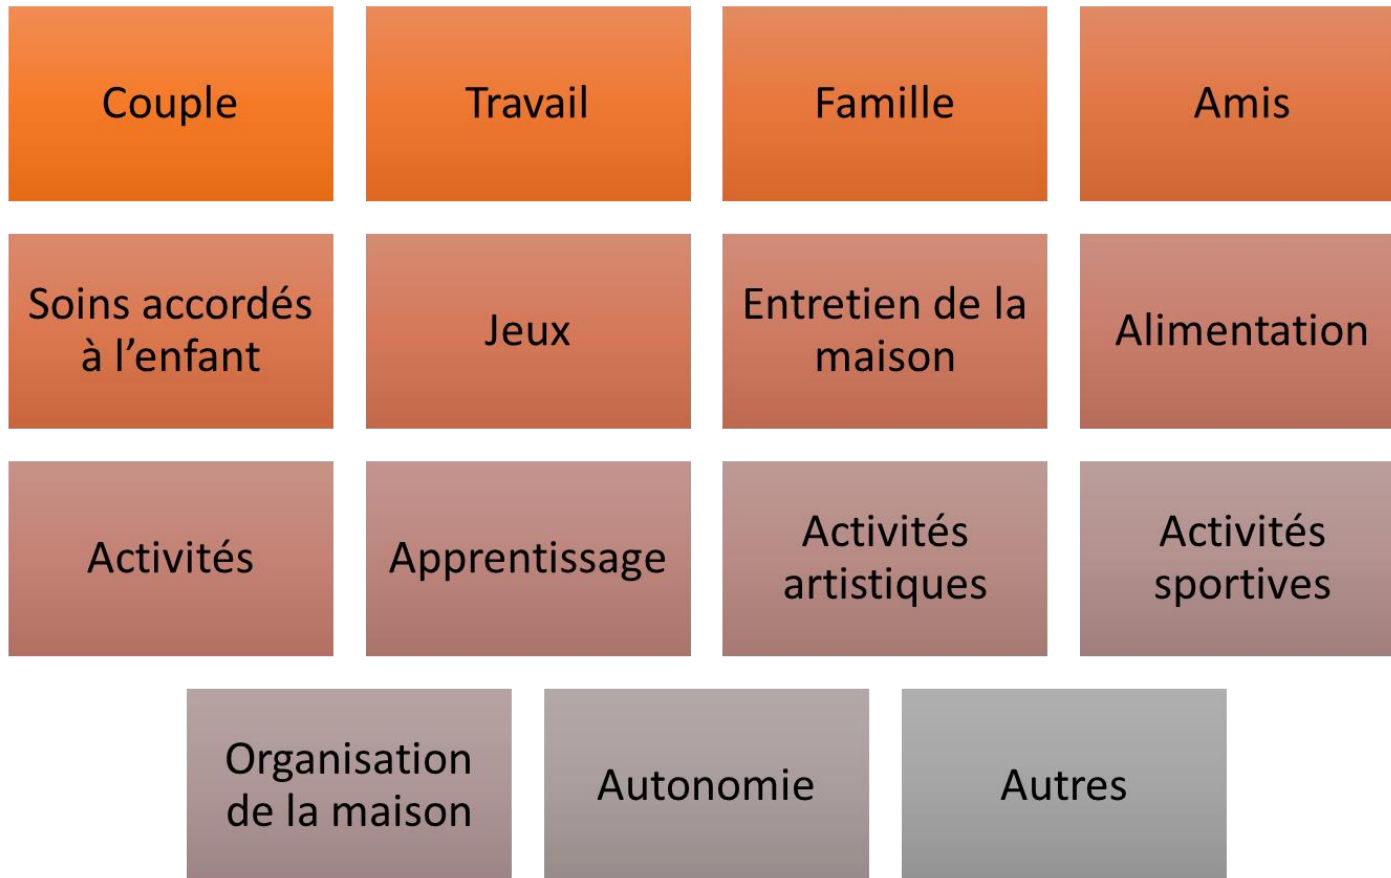 Couple
Travail
Famille
Amis
Soins accordés
à l’enfant
Jeux
Entretien de la
maison
Alimentation
Activités
Apprentissage
Activités
artistiques
Activités
sportives
Organisation
de la maison
Autonomie
Autres